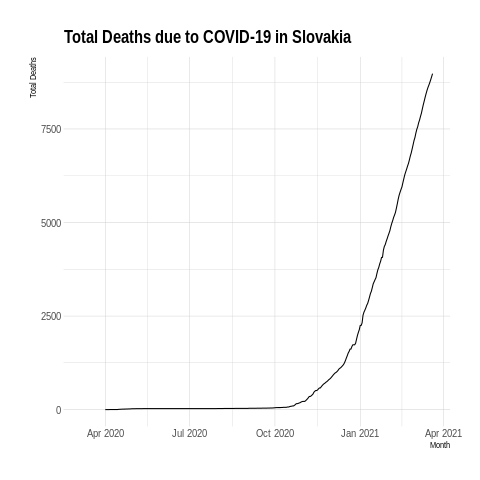 Total Deaths due to COVID-19 in Slovakia
Total Deaths
7500
5000
2500
0
Apr 2020 Jul 2020 Oct 2020 Jan 2021 Apr 2021
Month